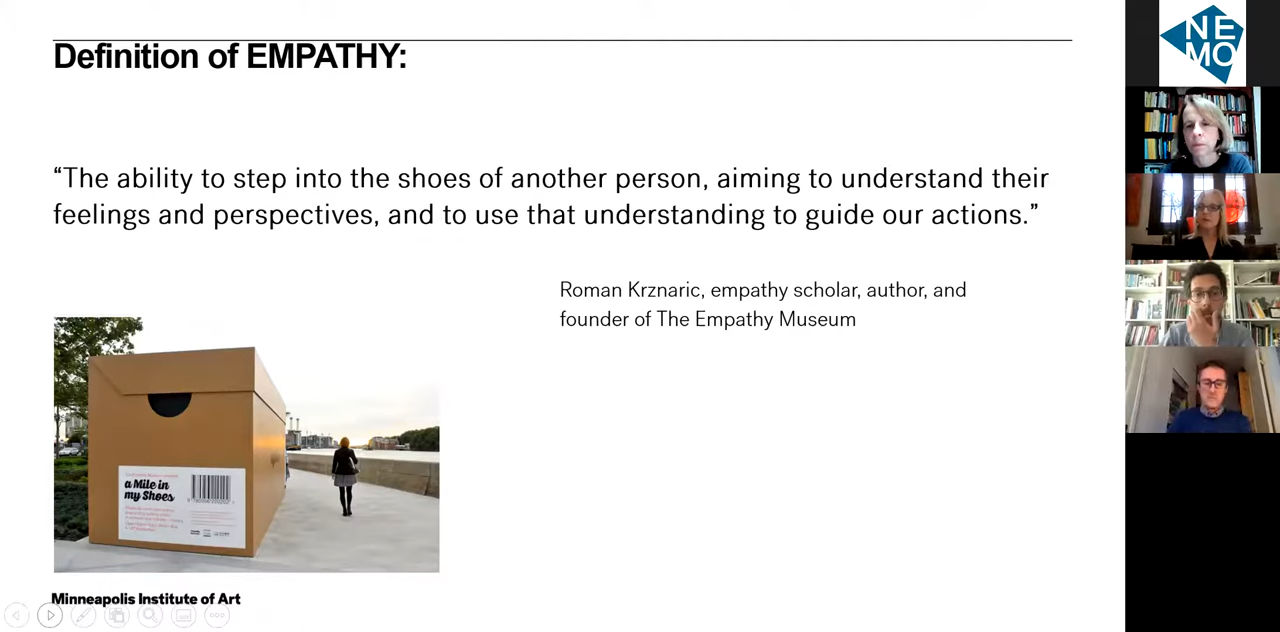 Definition of EMPATHY:
“The ability to step into the shoes of another person, aiming to understand their
feelings and perspectives, and to use that understanding to guide our actions.”
Roman Krznaric, empathy scholar, author, and
founder of The Empathy Museum
a Mile in
my Shoes
Minneapolis Institute of Art
NE
MO